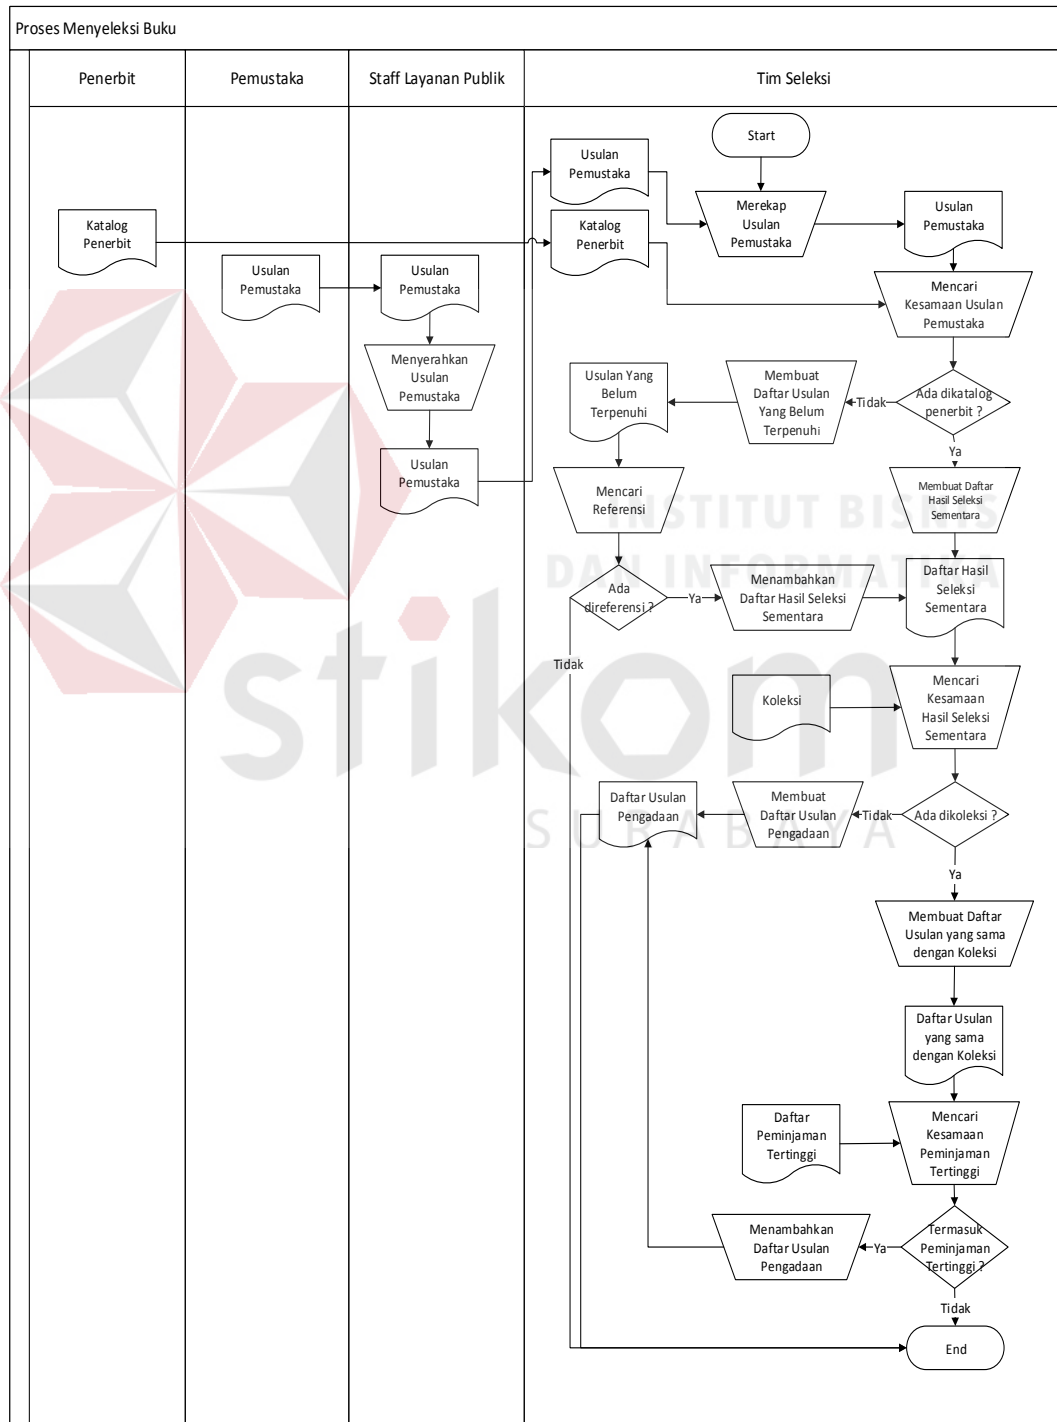 Proses Menyeleksi Buku
Penerbit
Pemustaka
Staff Layanan Publik
Tim Seleksi
Start
Usulan
Pemustaka
Merekap
Usulan
Pemustaka
Usulan
Pemustaka
Katalog
Penerbit
Katalog
Penerbit
Usulan
Pemustaka
Usulan
Pemustaka
Mencari
Kesamaan Usulan
Pemustaka
Menyerahkan
Usulan
Pemustaka
Usulan Yang
Belum
Terpenuhi
Membuat
Daftar Usulan
Yang Belum
Terpenuhi
Tidak
Ada dikatalog
penerbit ?
Ya
Usulan
Pemustaka
Mencari
Referensi
Membuat Daftar
Hasil Seleksi
Sementara
INSTITUT BISNIS
DAN INFORMATIKA
Ada
direferensi ?
Ya
Menambahkan
Daftar Hasil Seleksi
Sementara
Daftar Hasil
Seleksi
Sementara
Tidak
stikom
SURABAYA
Koleksi
Mencari
Kesamaan
Hasil Seleksi
Sementara
Daftar Usulan
Pengadaan
Membuat
Daftar Usulan
Pengadaan
Tidak
Ada dikoleksi ?
Ya
Membuat Daftar
Usulan yang sama
dengan Koleksi
Daftar Usulan
yang sama
dengan Koleksi
Daftar
Peminjaman
Tertinggi
Mencari
Kesamaan
Peminjaman
Tertinggi
Menambahkan
Daftar Usulan
Pengadaan
Ya
Termasuk
Peminjaman
Tertinggi ?
Tidak
End